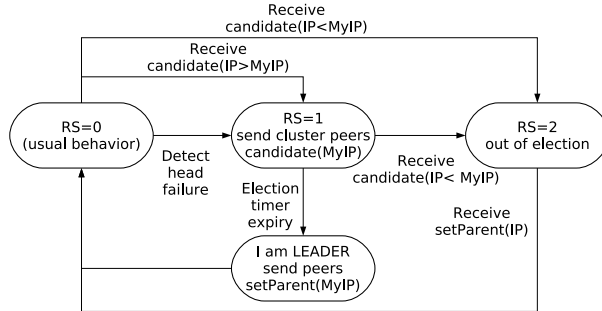 Receive
candidate(IP<MyIP)
Receive
candidate(IP>MyIP)
RS=0
(usual behavior)
RS=1
send cluster peers
candidate(MyIP)
RS=2
out of election
Detect
head
failure
Receive
candidate(IP< MyIP)
Election
timer
expiry
Receive
setParent(IP)
I am LEADER
send peers
setParent(MyIP)